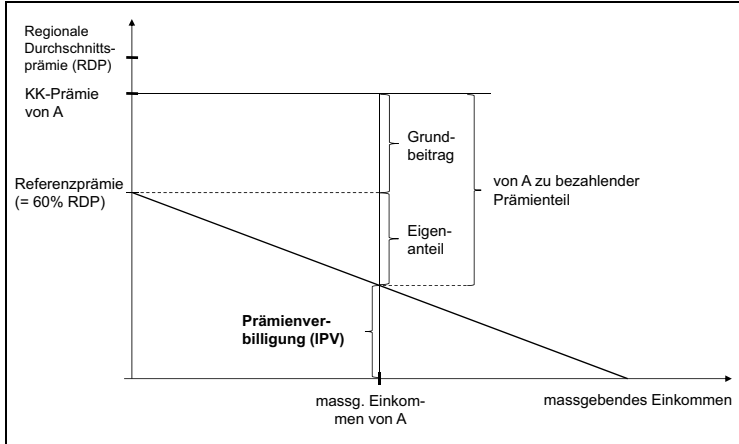 Regionale
Durchschnitts-
prämie (RDP)
KK-Prämie
von A
Grund-
beitrag
von A zu bezahlender
Prämienteil
Referenzprämie
(= 60% RDP)
Eigen-
anteil
Prämienver-
billigung (IPV)
massg. Einkom-
men von A
massgebendes Einkommen